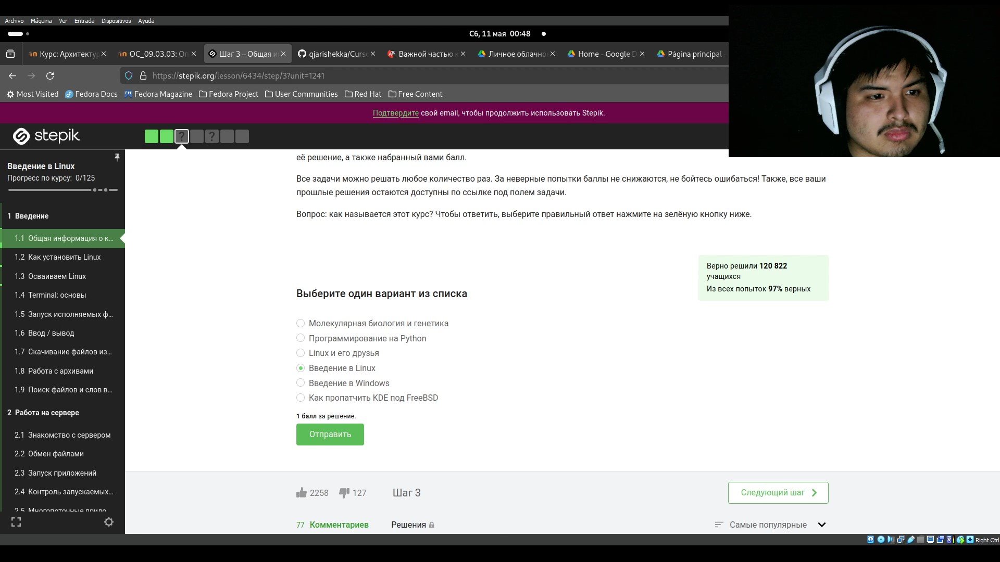 Archivo Máquina Ver Entrada Dispositivos Ayuda
Сб, 11 мая 00:48
Курс: Архитектур
ОС_09.03.03: Оп
Шаг 3 – Общая и
qjarishekka/Curso
Важной частью к
Личное облачно
Home - Google D
Página principal -
https://stepik.org/lesson/6434/step/3?unit=1241
Most Visited Fedora Docs Fedora Magazine Fedora Project User Communities Red Hat Free Content
Подтвердите свой email, чтобы продолжить использовать Stepik.
stepik
? ?
Введение в Linux
Прогресс по курсу: 0/125
1 Введение
1.1 Общая информация о к...
1.2 Как установить Linux
1.3 Осваиваем Linux
1.4 Terminal: основы
1.5 Запуск исполняемых ф...
1.6 Ввод / вывод
1.7 Скачивание файлов из...
1.8 Работа с архивами
1.9 Поиск файлов и слов в...
2 Работа на сервере
2.1 Знакомство с сервером
2.2 Обмен файлами
2.3 Запуск приложений
2.4 Контроль запускаемых...
2.5 Многопоточные прило...
её решение, а также набранный вами балл.
Все задачи можно решать любое количество раз. За неверные попытки баллы не снижаются, не бойтесь ошибаться! Также, все ваши
прошлые решения остаются доступны по ссылке под полем задачи.
Вопрос: как называется этот курс? Чтобы ответить, выберите правильный ответ нажмите на зелёную кнопку ниже.
Верно решили 120 822
учащихся
Из всех попыток 97% верных
Выберите один вариант из списка
Молекулярная биология и генетика
Программирование на Python
Linux и его друзья
Введение в Linux
Введение в Windows
Как пропатчить KDE под FreeBSD
1 балл за решение.
Отправить
2258 127 Шаг 3
Следующий шаг
77 Комментариев Решения
Самые популярные
Right Ctrl